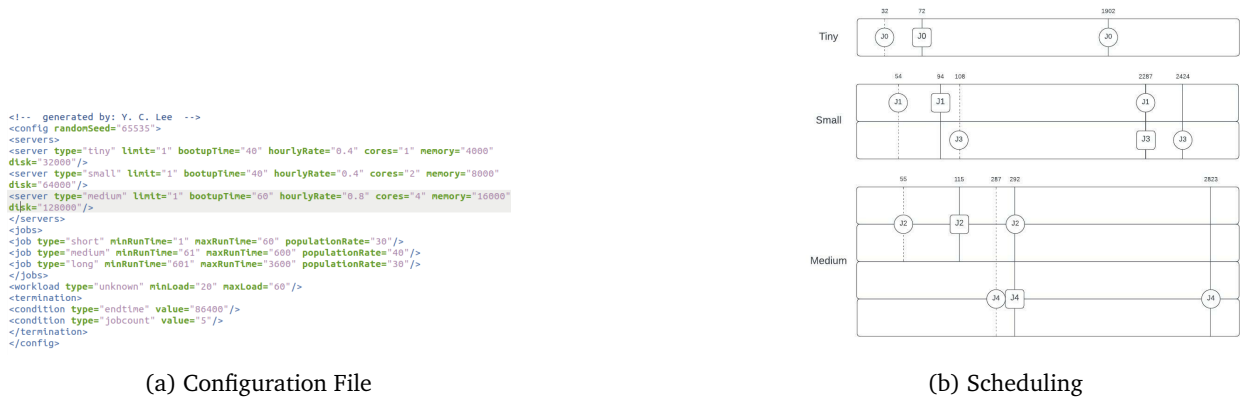 <!--  generated by: Y. C. Lee  -->
<config randomSeed="65535">
<servers>
<server type="tiny" limit="1" bootupTime="40" hourlyRate="0.4" cores="1" memory="4000"
disk="32000"/>
<server type="small" limit="1" bootupTime="40" hourlyRate="0.4" cores="2" memory="8000"
disk="64000"/>
<server type="medium" limit="1" bootupTime="60" hourlyRate="0.8" cores="4" memory="16000"
disk="128000"/>
</servers>
<jobs>
<job type="short" minRunTime="1" maxRunTime="60" populationRate="30"/>
<job type="medium" minRunTime="61" maxRunTime="600" populationRate="40"/>
<job type="long" minRunTime="601" maxRunTime="3600" populationRate="30"/>
</jobs>
<workload type="unknown" minLoad="20" maxLoad="60"/>
<termination>
<condition type="endtime" value="86400"/>
<condition type="jobcount" value="5"/>
</termination>
</config>
(a) Configuration File
32 72 1902
Tiny J0 J0 J0
54 94 108 2287 2424
J1 J1 J1
Small
J3 J3 J3
55 115 287 292 2823
J2 J2 J2
Medium
J4 J4 J4
(b) Scheduling